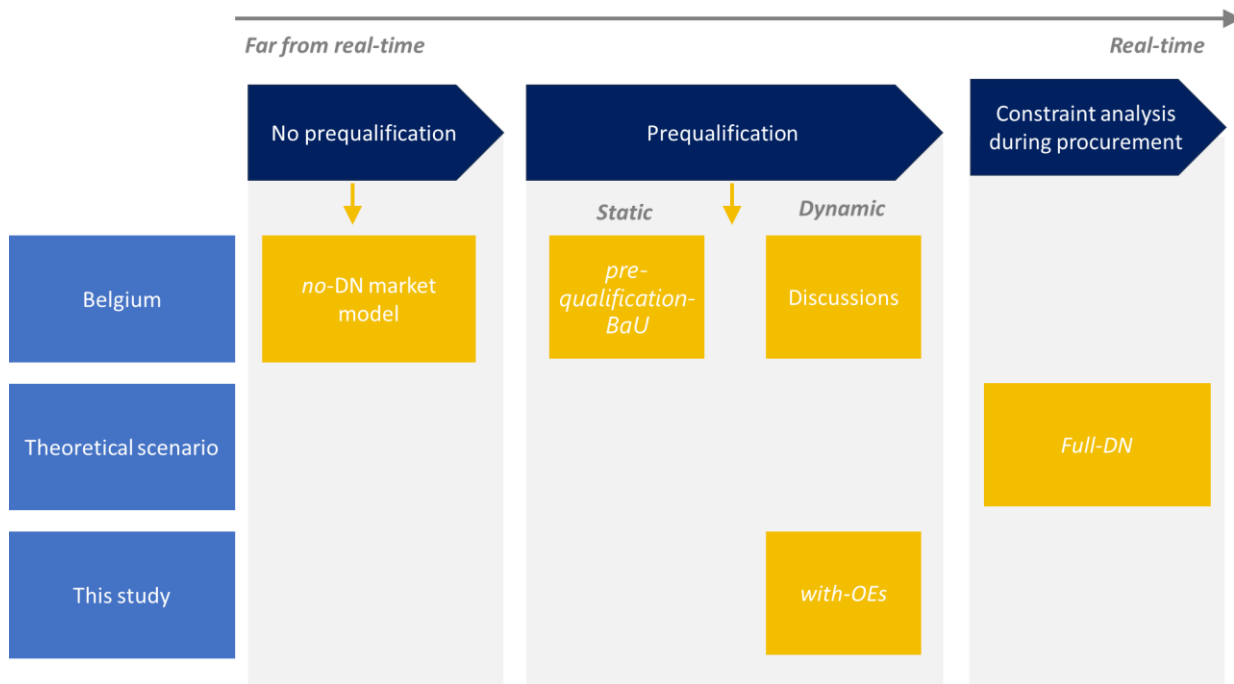 Far from real-time
Real-time
No prequalification
Prequalification
Constraint analysis
during procurement
Static
Dynamic
Belgium
no-DN market
model
pre-
qualification-
BaU
Discussions
Theoretical scenario
Full-DN
This study
with-OEs